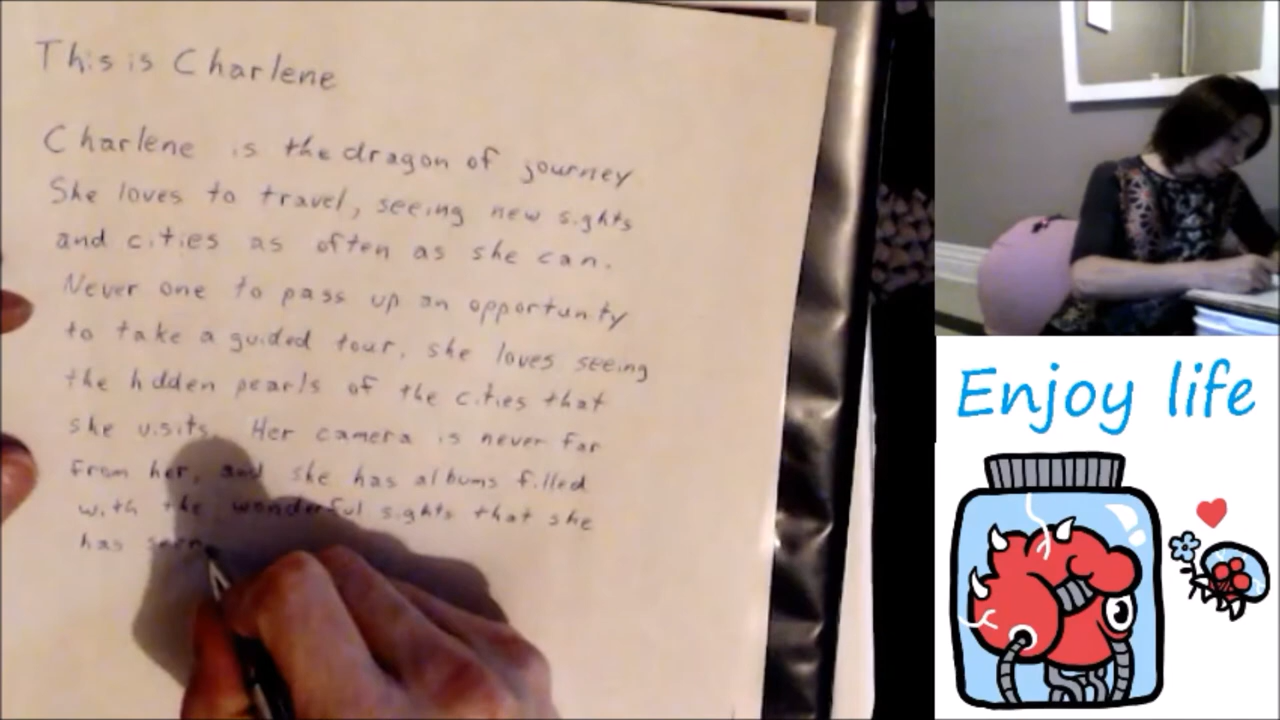 This is Charlene
Charlene is the dragon of journey
She loves to travel, seeing new sights
and cities as often as she can.
Never one to pass up an opportunity
to take a guided tour, she loves seeing
the hdden pearls of the cities that
she visits. Her camera is never far
from her, and she has albums filled
with the wonderful sights that she
has seen
Enjoy life